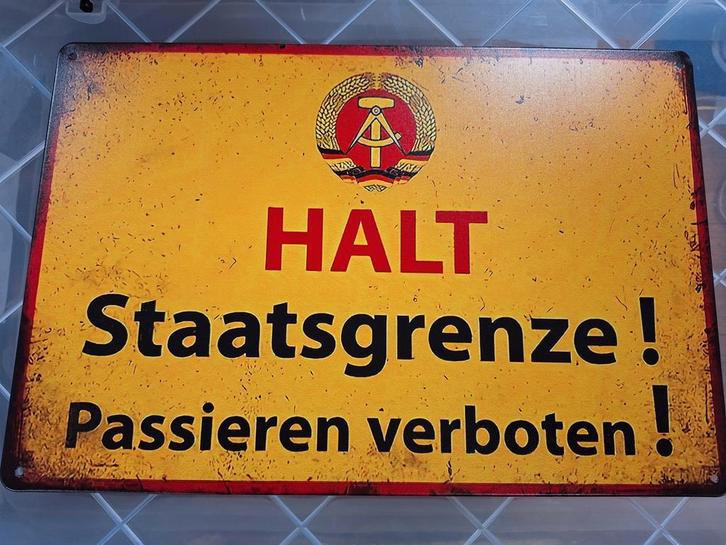 HALT
Staatsgrenze !
Passieren verboten !